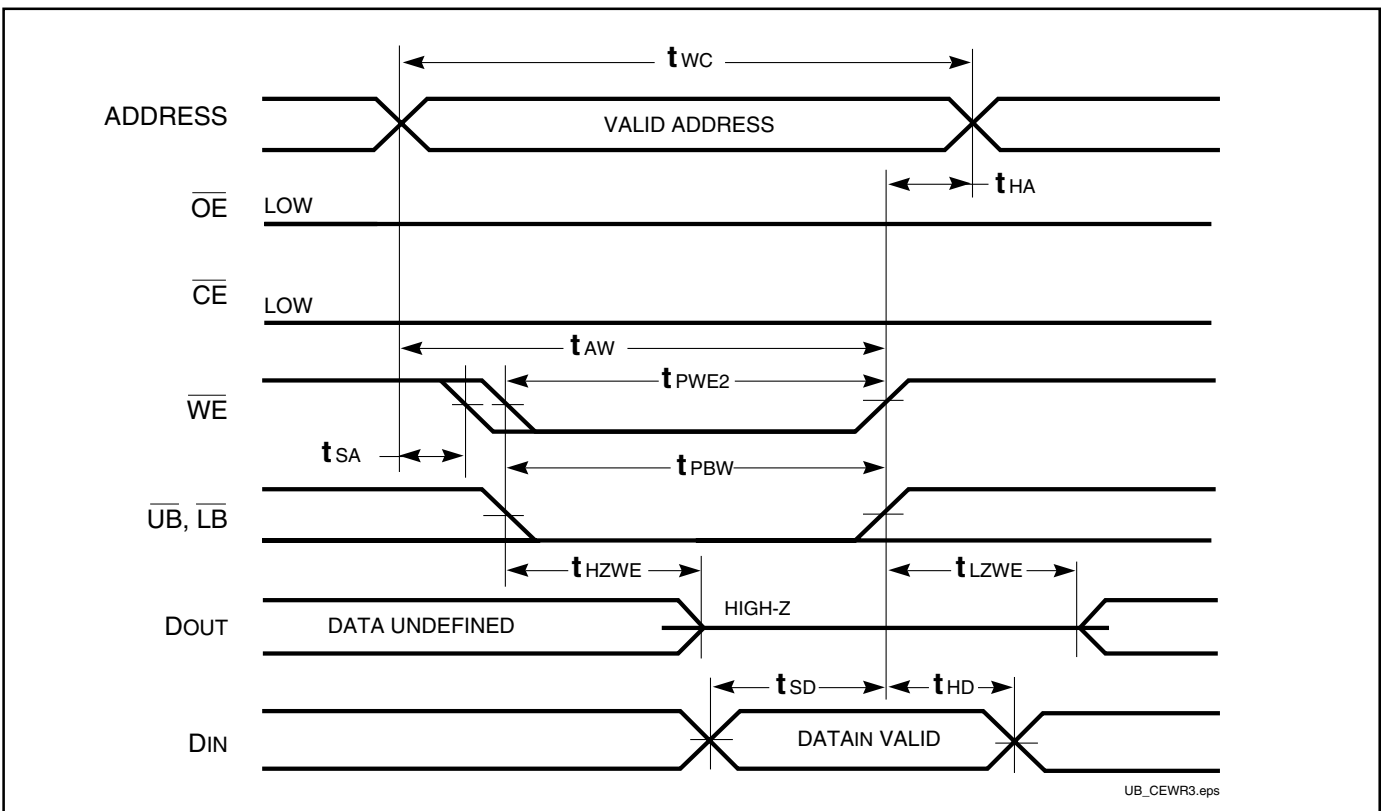 tWC
ADDRESS
VALID ADDRESS
tHA
OE
LOW
CE
LOW
tAW
tPWE2
WE
tSA
tPBW
UB, LB
tHZWE
tLZWE
HIGH-Z
DOUT
DATA UNDEFINED
tSD
tHD
DIN
DATAIN VALID
UB_CEWR3.eps